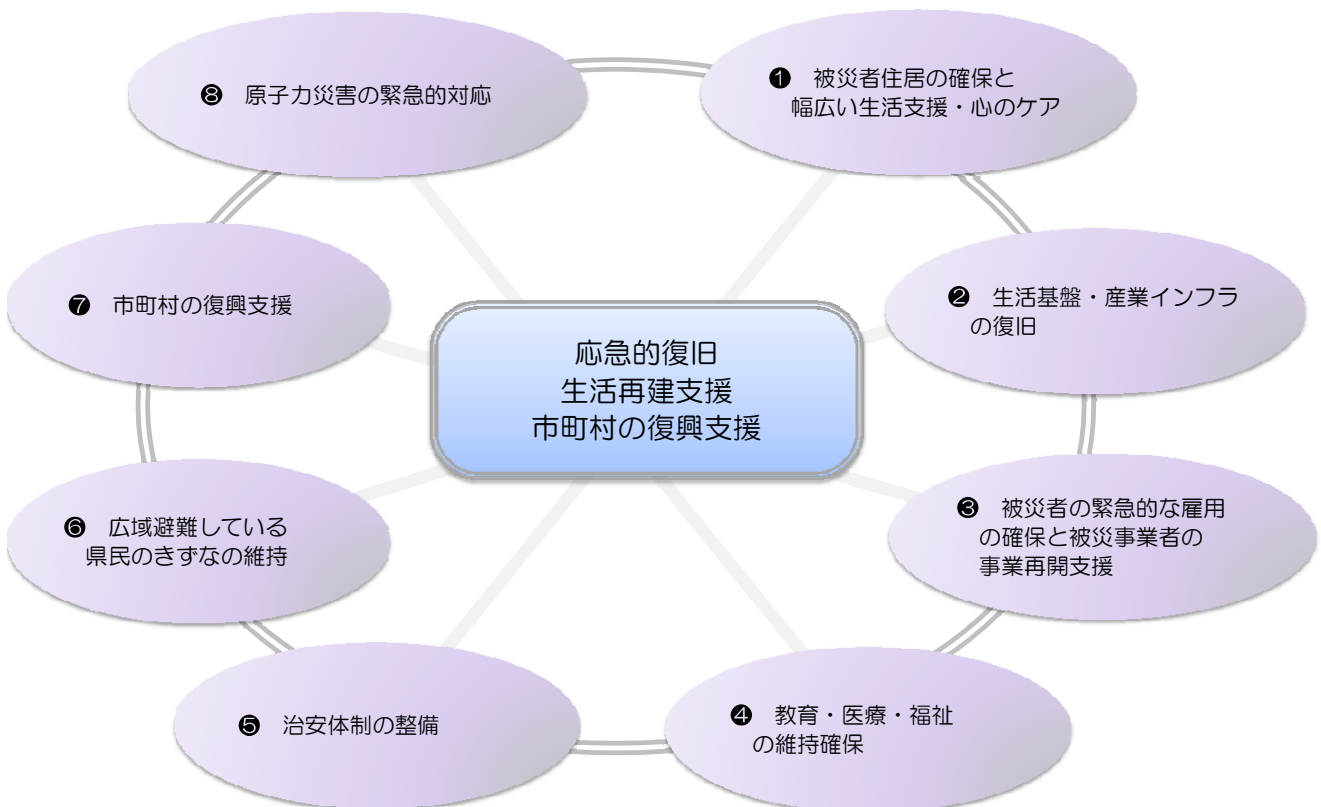 ❶ 被災者住居の確保と
幅広い生活支援・心のケア
❷ 生活基盤・産業インフラ
の復旧
❸ 被災者の緊急的な雇用
の確保と被災事業者の
事業再開支援
❹ 教育・医療・福祉
の維持確保
❺ 治安体制の整備
❻ 広域避難している
県民のきずなの維持
❼ 市町村の復興支援
❽ 原子力災害の緊急的対応
応急的復旧
生活再建支援
市町村の復興支援